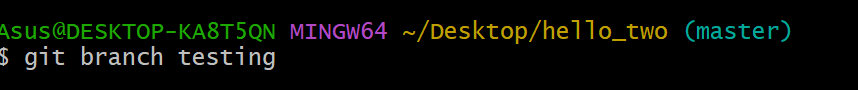 Asus@DESKTOP-KA8T5QN MINGW64 ~/Desktop/hello_two (master)
$ git branch testing